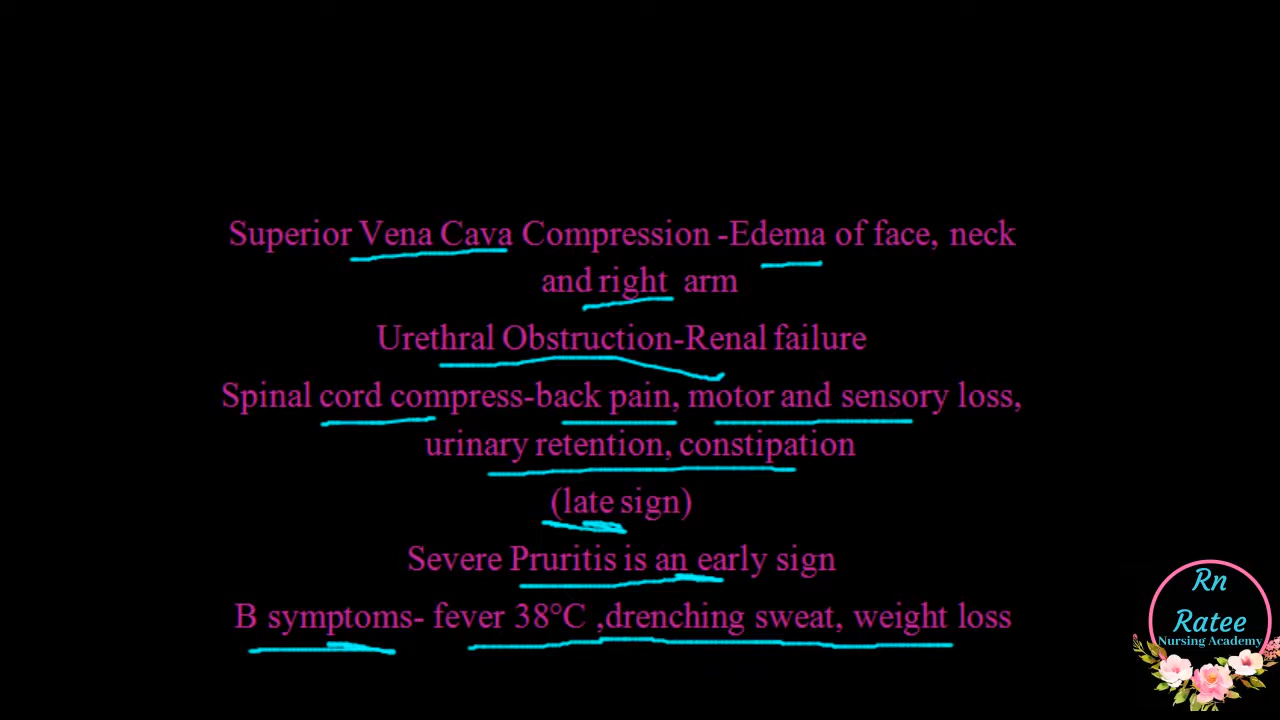 Superior Vena Cava Compression -Edema of face, neck
and right arm
Urethral Obstruction-Renal failure
Spinal cord compress-back pain, motor and sensory loss,
urinary retention, constipation
(late sign)
Severe Pruritis is an early sign
B symptoms- fever 38°C ,drenching sweat, weight loss
Rn
Ratee
Nursing Academy